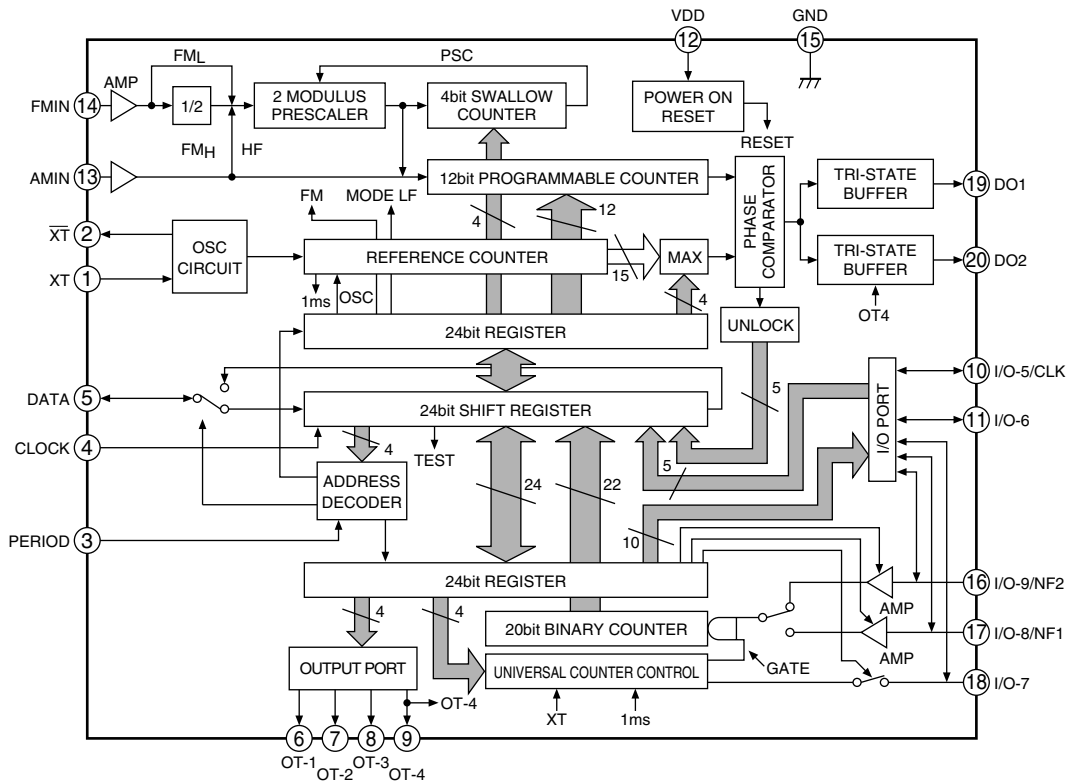 VDD
GND
12
15
FML
PSC
AMP
FMIN
14
1/2
2 MODULUS
PRESCALER
4bit SWALLOW
COUNTER
POWER ON
RESET
RESET
FMH
HF
AMIN
13
12bit PROGRAMMABLE COUNTER
PHASE
COMPARATOR
TRI-STATE
BUFFER
19
DO1
FM
MODE LF
4
12
XT
2
OSC
CIRCUIT
REFERENCE COUNTER
15
MAX
TRI-STATE
BUFFER
20
DO2
XT
1
1ms
OSC
4
OT4
24bit REGISTER
UNLOCK
10
I/O-5/CLK
DATA
5
24bit SHIFT REGISTER
5
I/O PORT
11
I/O-6
CLOCK
4
4
TEST
5
ADDRESS
DECODER
24
22
PERIOD
3
10
24bit REGISTER
16
I/O-9/NF2
AMP
4
4
20bit BINARY COUNTER
17
I/O-8/NF1
AMP
OUTPUT PORT
UNIVERSAL COUNTER CONTROL
GATE
18
I/O-7
OT-4
XT
1ms
6
7
8
9
OT-1
OT-2
OT-3
OT-4